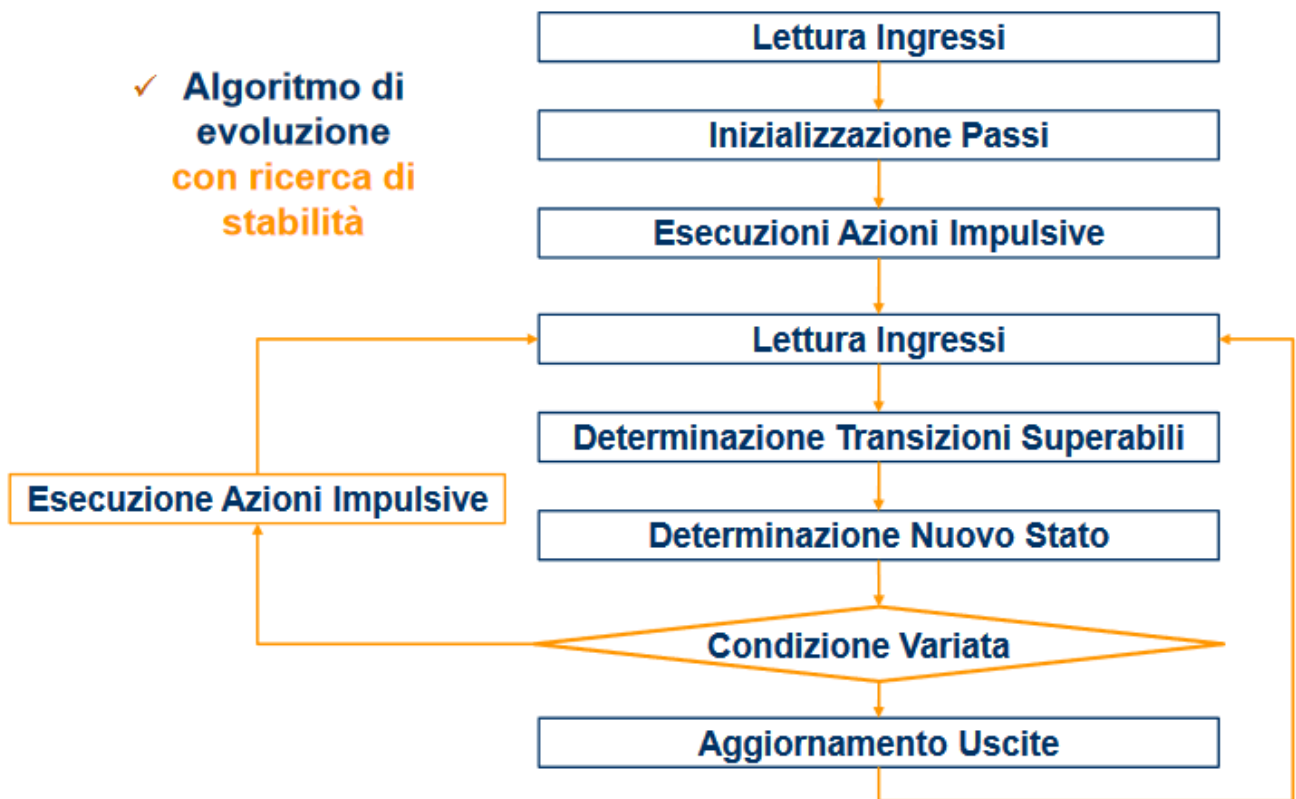 Lettura Ingressi
✓ Algoritmo di
evoluzione
con ricerca di
stabilità
Inizializzazione Passi
Esecuzioni Azioni Impulsive
Lettura Ingressi
Determinazione Transizioni Superabili
Esecuzione Azioni Impulsive
Determinazione Nuovo Stato
Condizione Variata
Aggiornamento Uscite